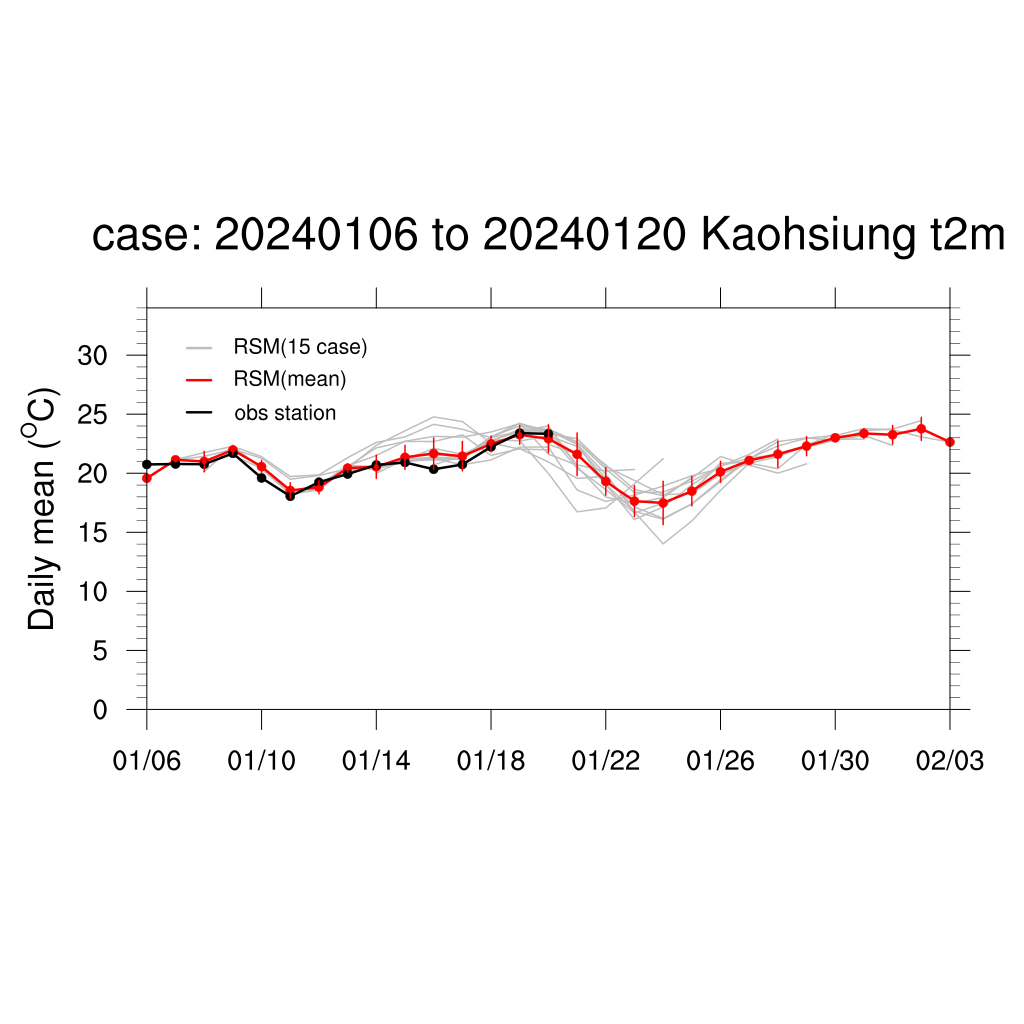 case: 20240106 to 20240120 Kaohsiung t2m
RSM(15 case)
RSM(mean)
obs station
Daily mean (°C)
30
25
20
15
10
5
0
01/06 01/10 01/14 01/18 01/22 01/26 01/30 02/03